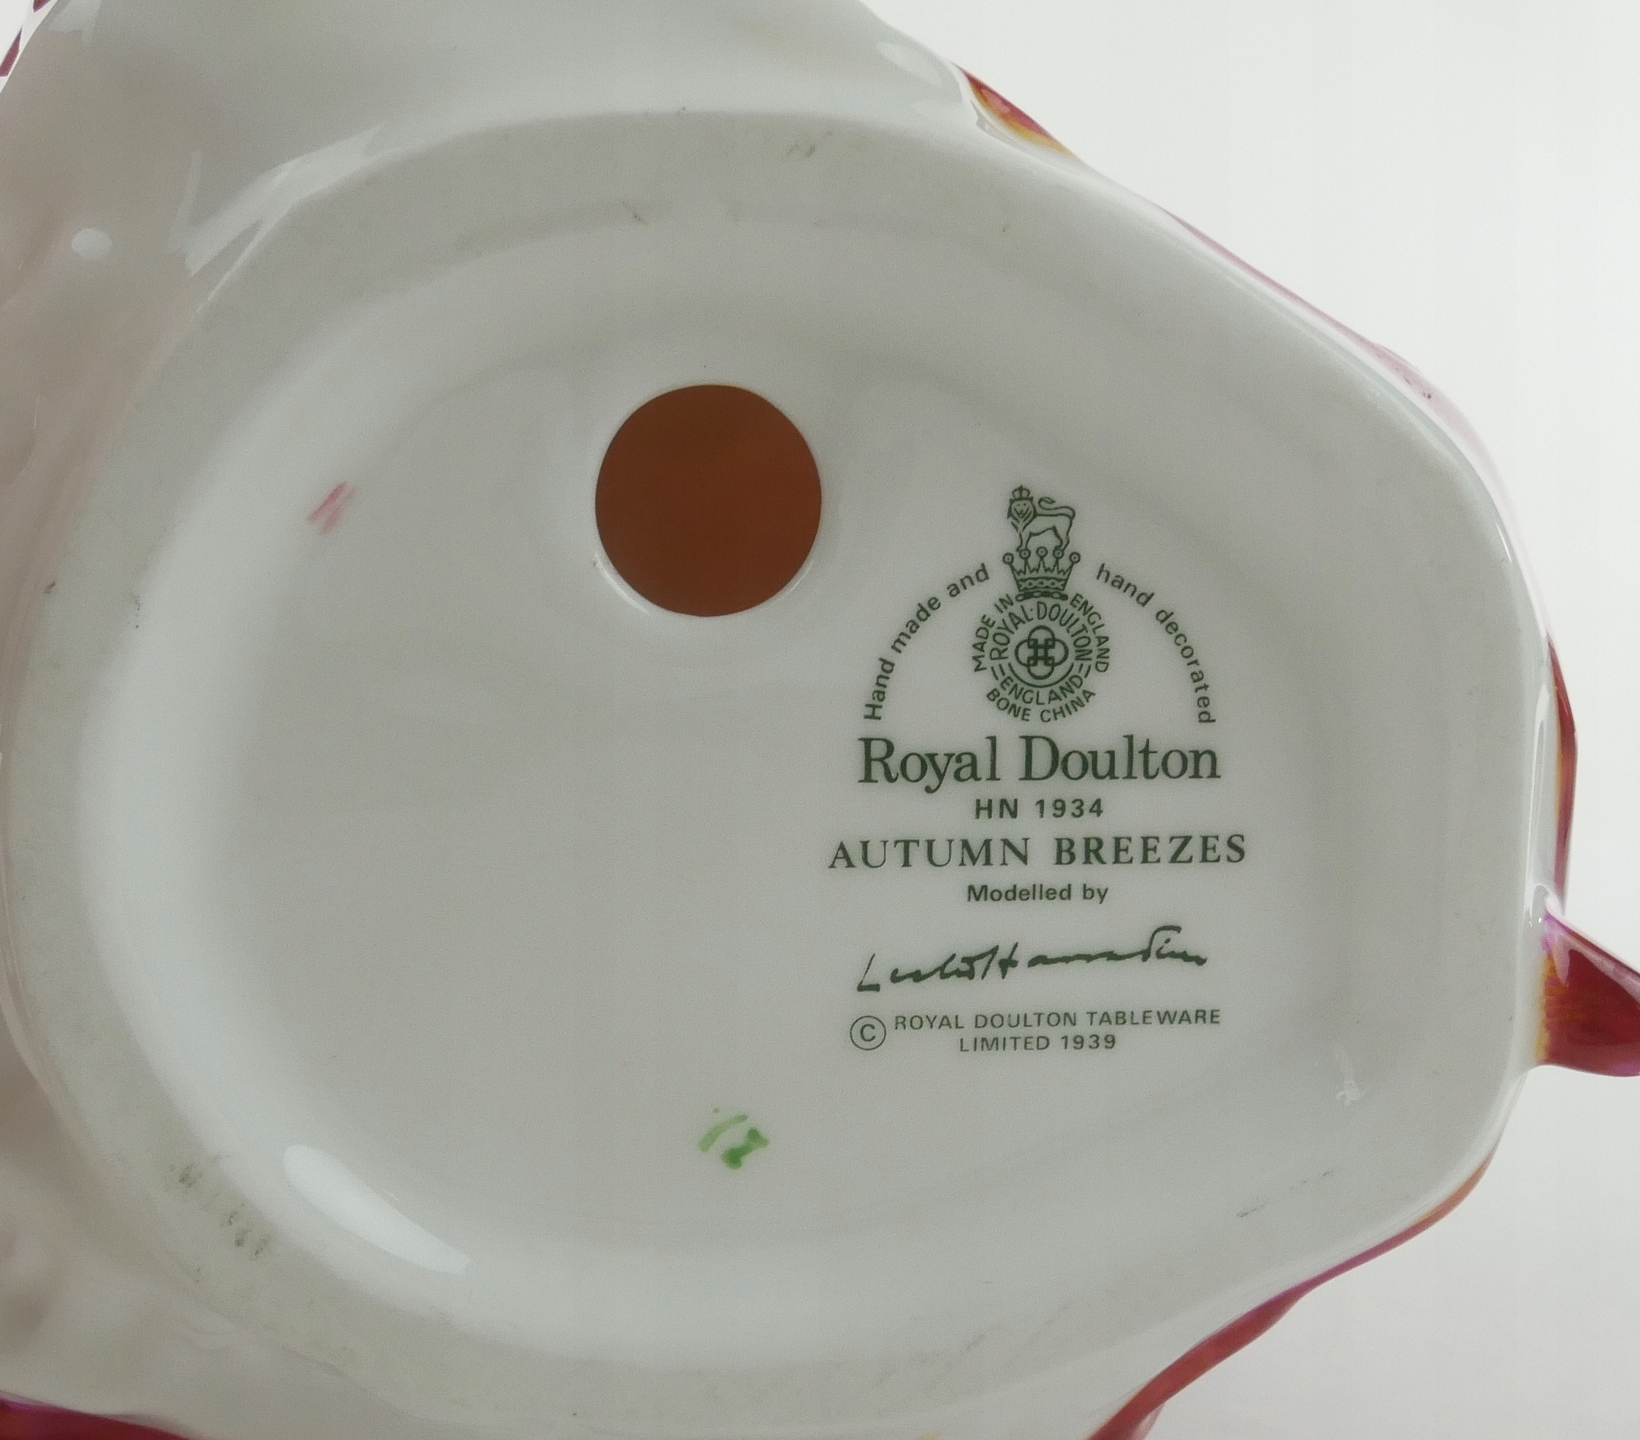 Hand made and hand decorated
MADE IN ENGLAND
ROYAL·DOULTON
ENGLAND
BONE CHINA
Royal Doulton
HN 1934
AUTUMN BREEZES
Modelled by
© ROYAL DOULTON TABLEWARE
LIMITED 1939